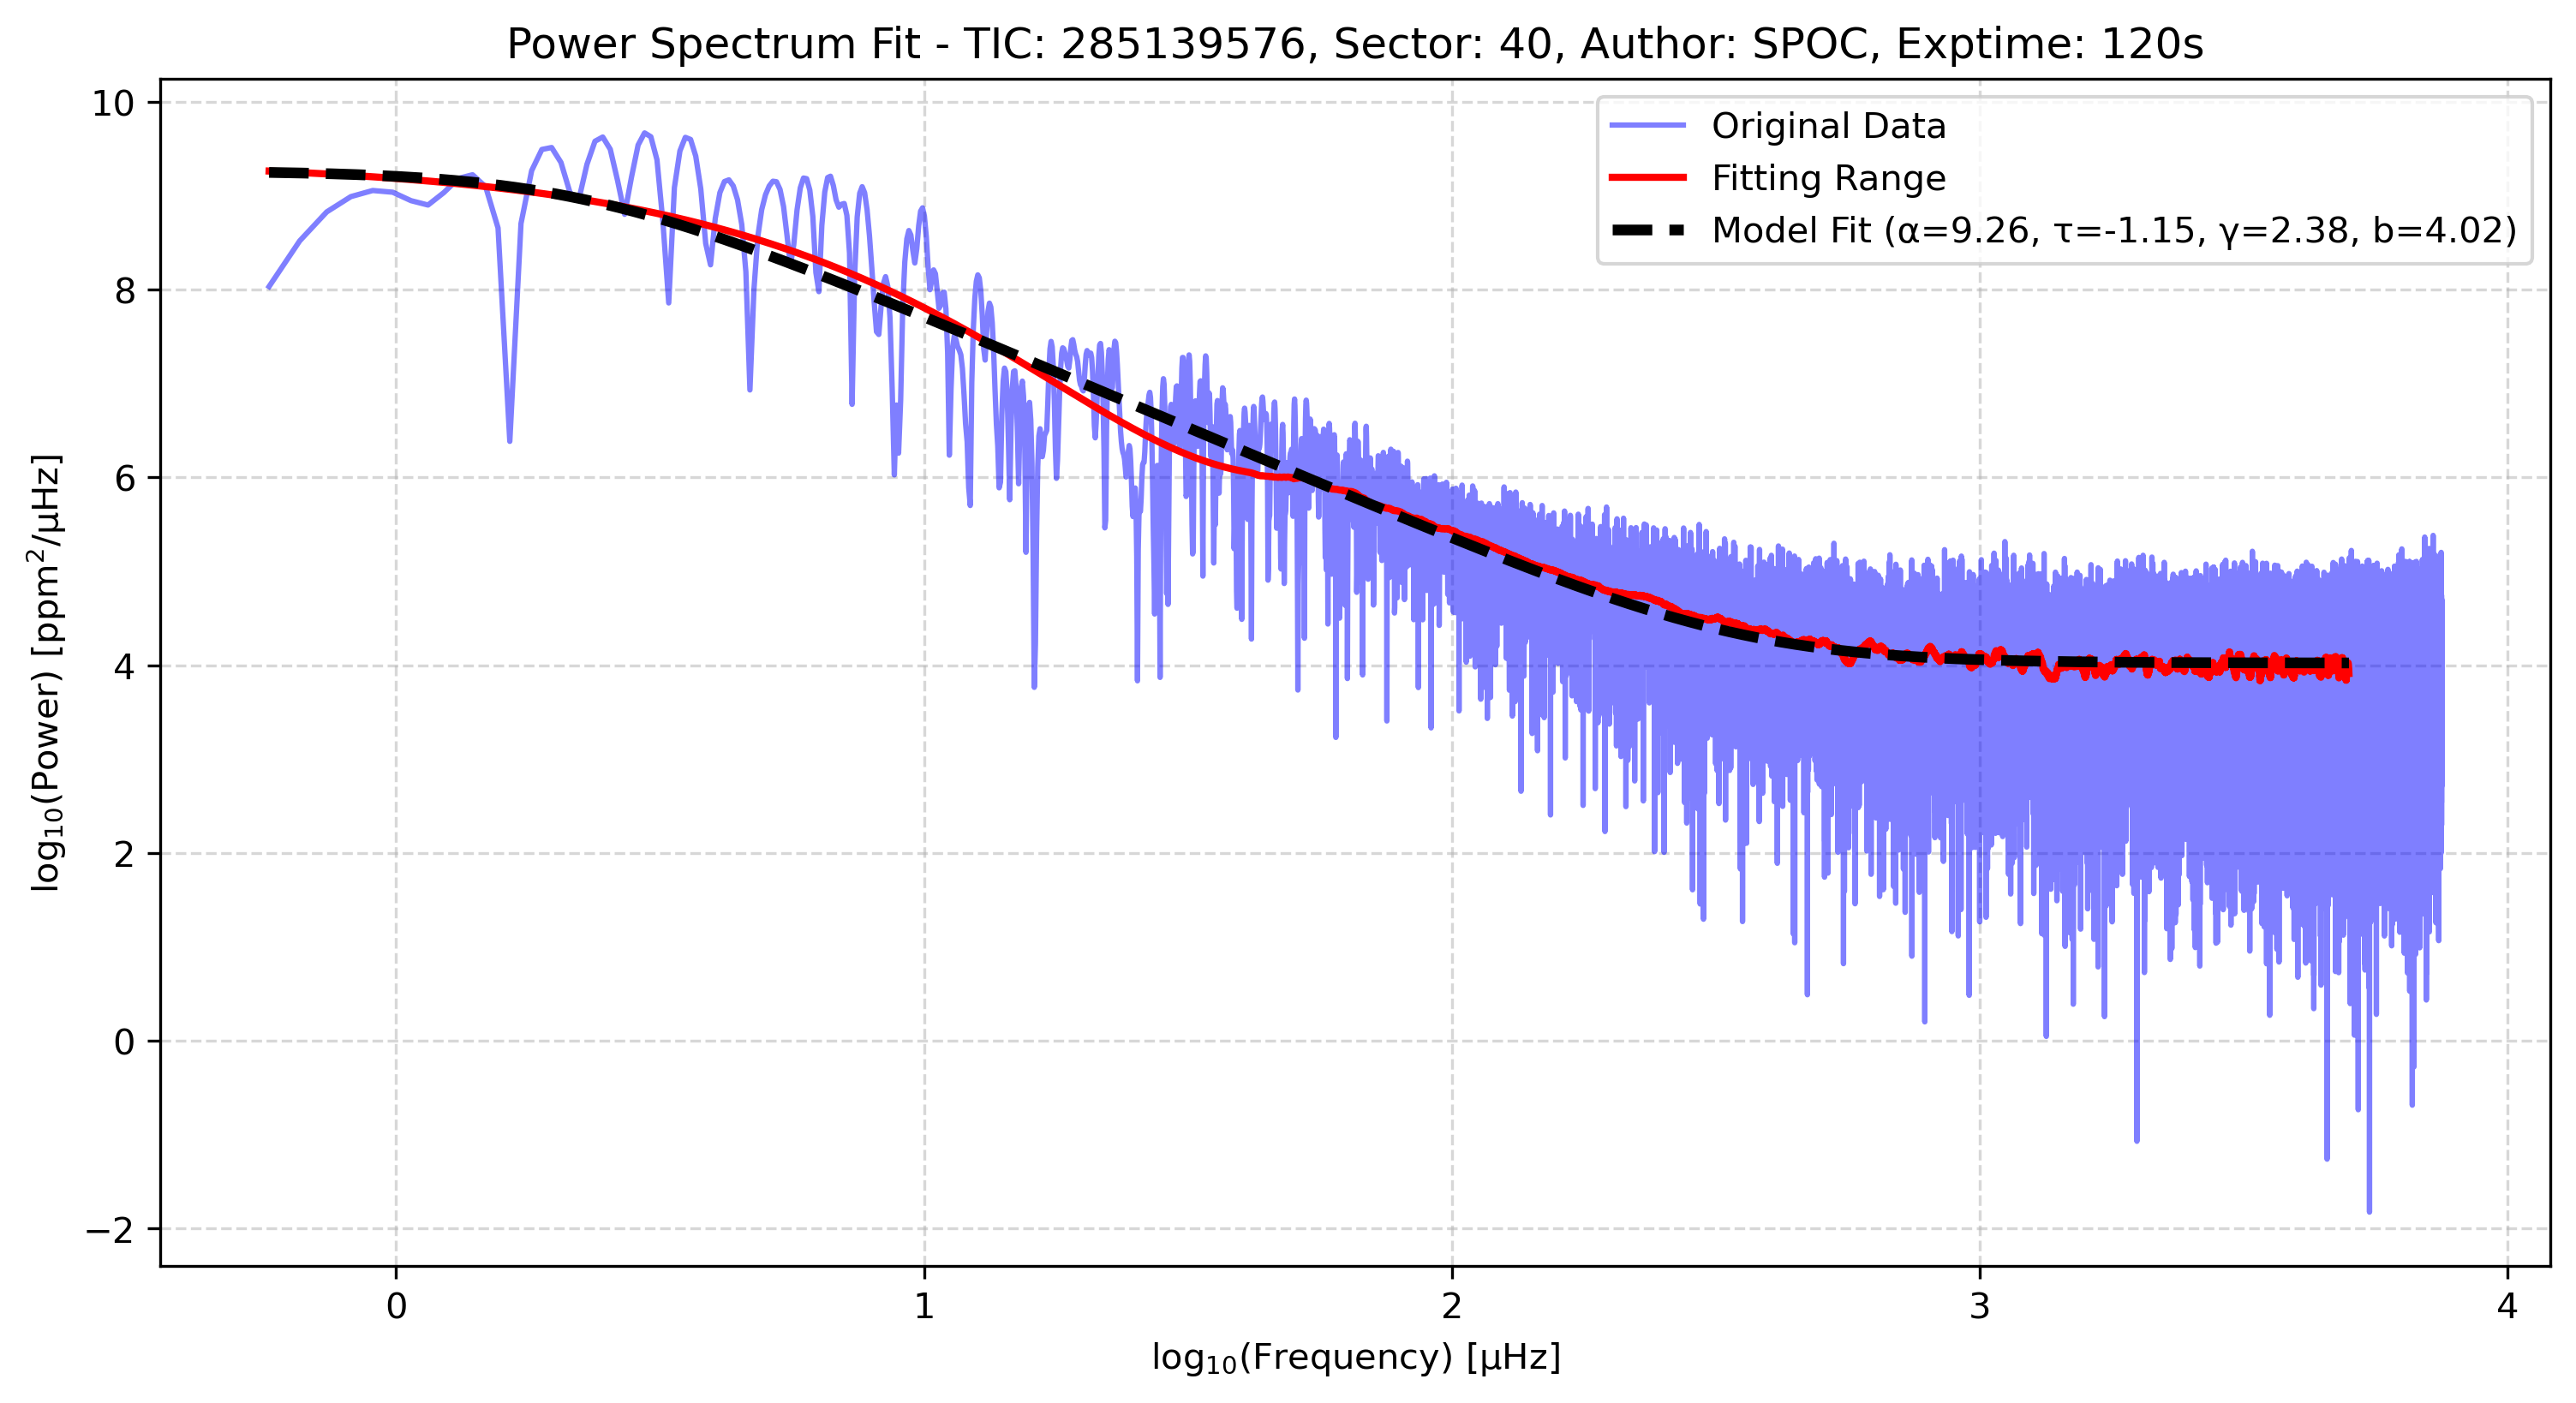 Power Spectrum Fit - TIC: 285139576, Sector: 40, Author: SPOC, Exptime: 120s
Original Data
Fitting Range
Model Fit (α=9.26, τ=-1.15, γ=2.38, b=4.02)
log₁₀(Power) [ppm²/μHz]
10
8
6
4
2
0
−2
0 1 2 3 4
log₁₀(Frequency) [μHz]